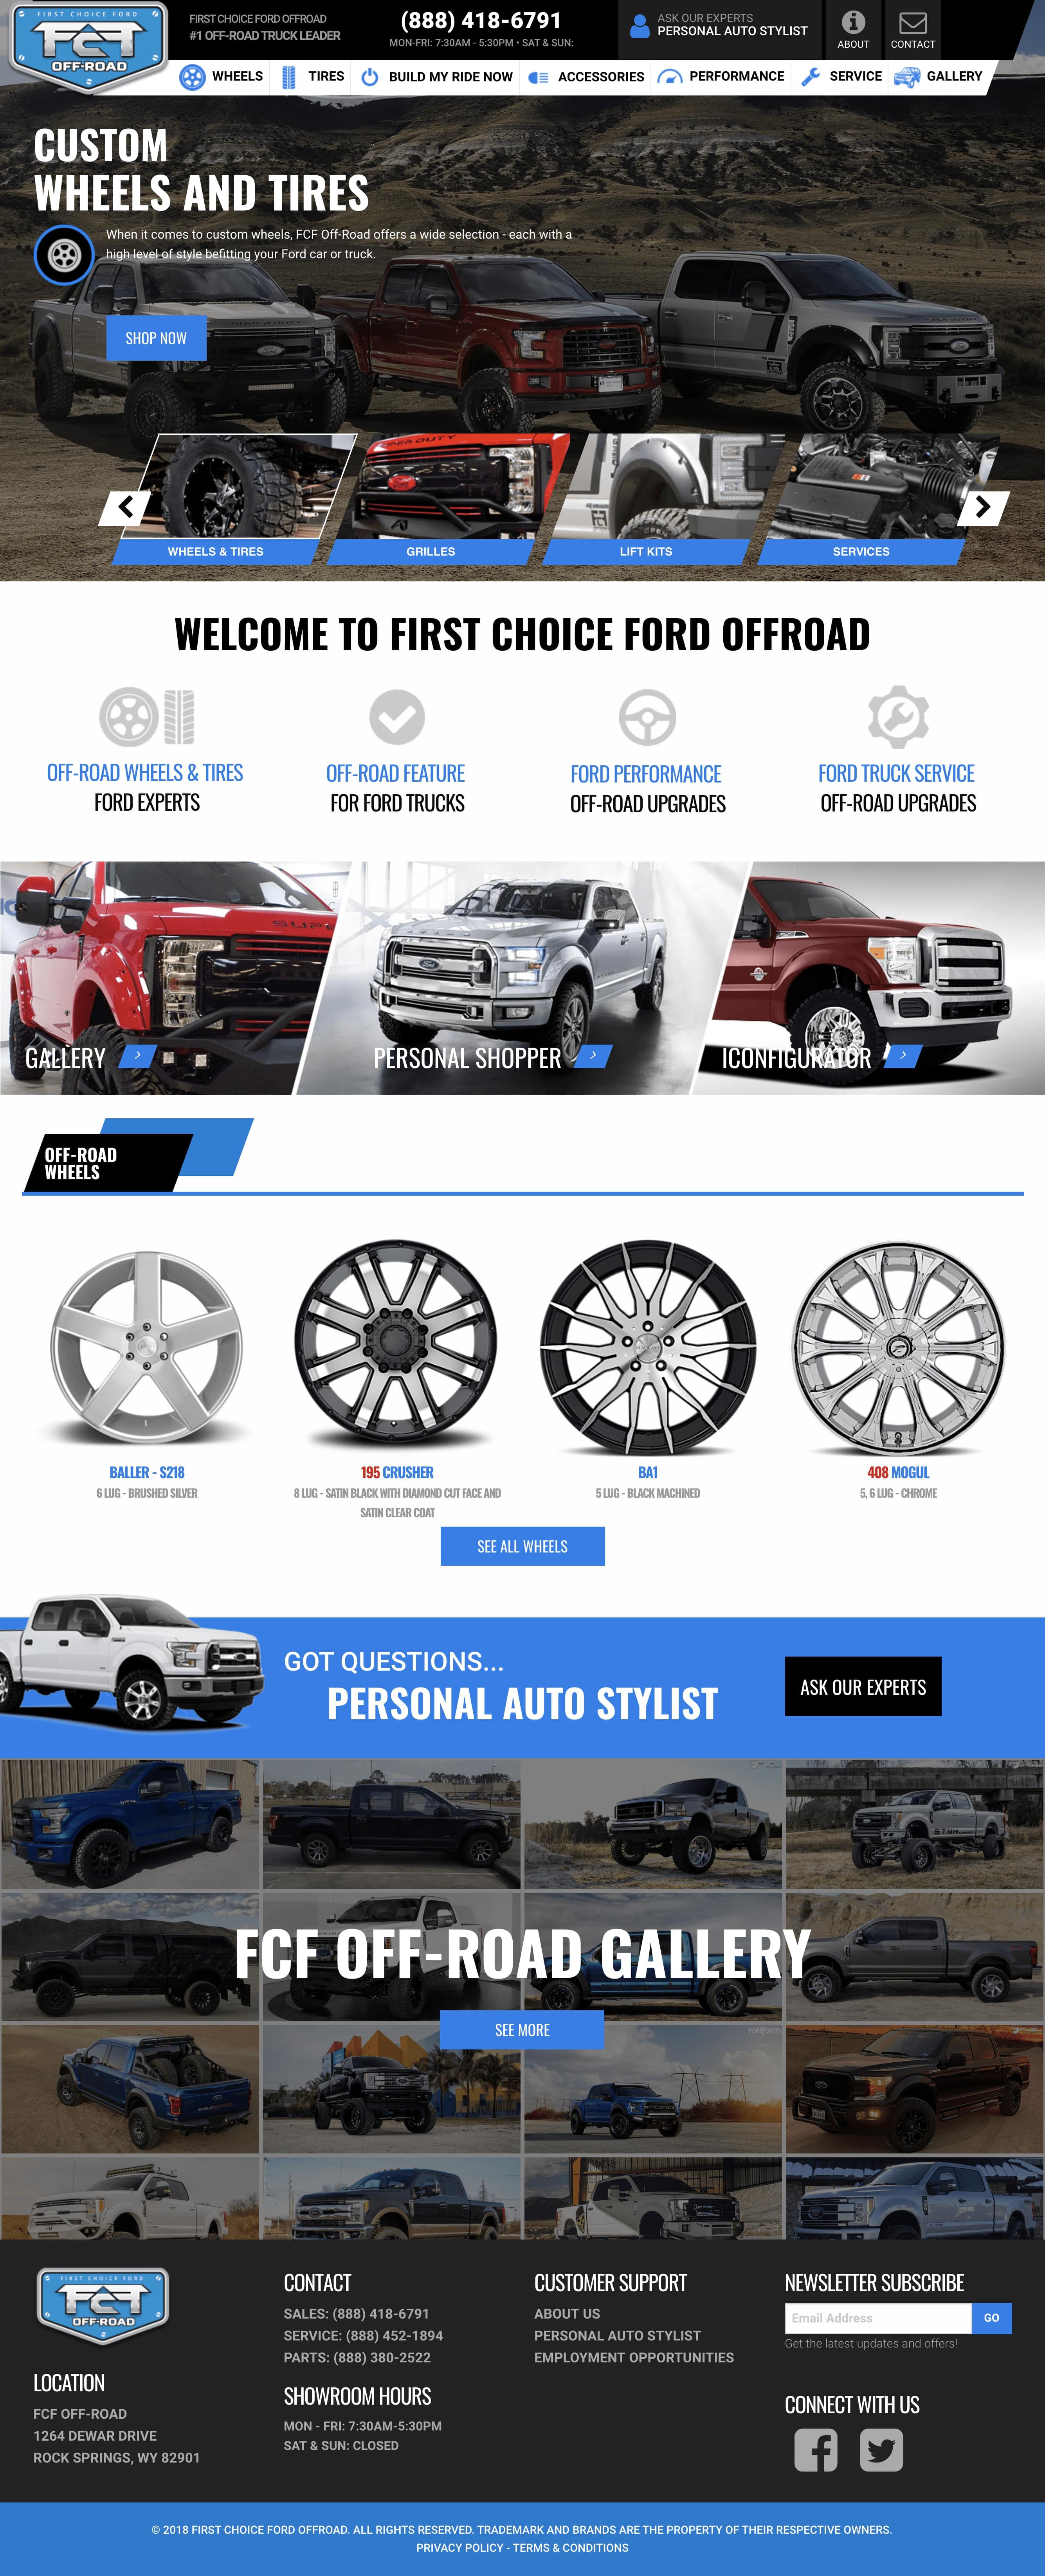 FIRST CHOICE FORD
FCT
OFF-ROAD
FIRST CHOICE FORD OFFROAD
#1 OFF-ROAD TRUCK LEADER
(888) 418-6791
MON-FRI: 7:30AM - 5:30PM • SAT & SUN:
ASK OUR EXPERTS
PERSONAL AUTO STYLIST
ABOUT
CONTACT
WHEELS
TIRES
BUILD MY RIDE NOW
ACCESSORIES
PERFORMANCE
SERVICE
GALLERY
CUSTOM
WHEELS AND TIRES
When it comes to custom wheels, FCF Off-Road offers a wide selection - each with a
high level of style befitting your Ford car or truck.
SHOP NOW
WHEELS & TIRES
GRILLES
LIFT KITS
SERVICES
WELCOME TO FIRST CHOICE FORD OFFROAD
OFF-ROAD WHEELS & TIRES
FORD EXPERTS
OFF-ROAD FEATURE
FOR FORD TRUCKS
FORD PERFORMANCE
OFF-ROAD UPGRADES
FORD TRUCK SERVICE
OFF-ROAD UPGRADES
GALLERY
PERSONAL SHOPPER
ICONFIGURATOR
OFF-ROAD
WHEELS
BALLER - S218
6 LUG - BRUSHED SILVER
195 CRUSHER
8 LUG - SATIN BLACK WITH DIAMOND CUT FACE AND
SATIN CLEAR COAT
BA1
5 LUG - BLACK MACHINED
408 MOGUL
5, 6 LUG - CHROME
SEE ALL WHEELS
GOT QUESTIONS...
PERSONAL AUTO STYLIST
ASK OUR EXPERTS
FCF OFF-ROAD GALLERY
SEE MORE
rotiform
FIRST CHOICE FORD
FCT
OFF-ROAD
LOCATION
FCF OFF-ROAD
1264 DEWAR DRIVE
ROCK SPRINGS, WY 82901
CONTACT
SALES: (888) 418-6791
SERVICE: (888) 452-1894
PARTS: (888) 380-2522
SHOWROOM HOURS
MON - FRI: 7:30AM-5:30PM
SAT & SUN: CLOSED
CUSTOMER SUPPORT
ABOUT US
PERSONAL AUTO STYLIST
EMPLOYMENT OPPORTUNITIES
NEWSLETTER SUBSCRIBE
Email Address
GO
Get the latest updates and offers!
CONNECT WITH US
© 2018 FIRST CHOICE FORD OFFROAD. ALL RIGHTS RESERVED. TRADEMARK AND BRANDS ARE THE PROPERTY OF THEIR RESPECTIVE OWNERS.
PRIVACY POLICY - TERMS & CONDITIONS